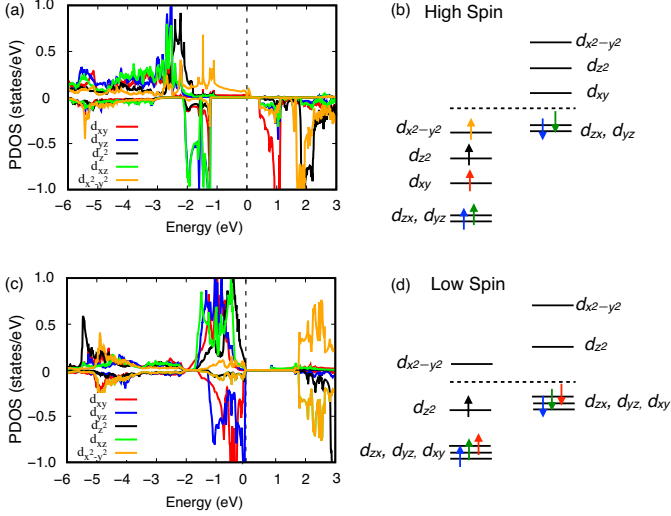 (a)
1.0
0.5
0
−0.5
−1.0
PDOS (states/eV)
dxy
dyz
dz²
dxz
dx²-y²
−6 −5 −4 −3 −2 −1 0 1 2 3
Energy (eV)
(b) High Spin
dx²−y²
dz²
dxy
dx²−y²
dz²
dxy
dzx, dyz
dzx, dyz
(c)
1.0
0.5
0
−0.5
−1.0
PDOS (states/eV)
dxy
dyz
dz²
dxz
dx²-y²
−6 −5 −4 −3 −2 −1 0 1 2 3
Energy (eV)
(d) Low Spin
dx²−y²
dz²
dx²−y²
dz²
dzx, dyz, dxy
dzx, dyz, dxy